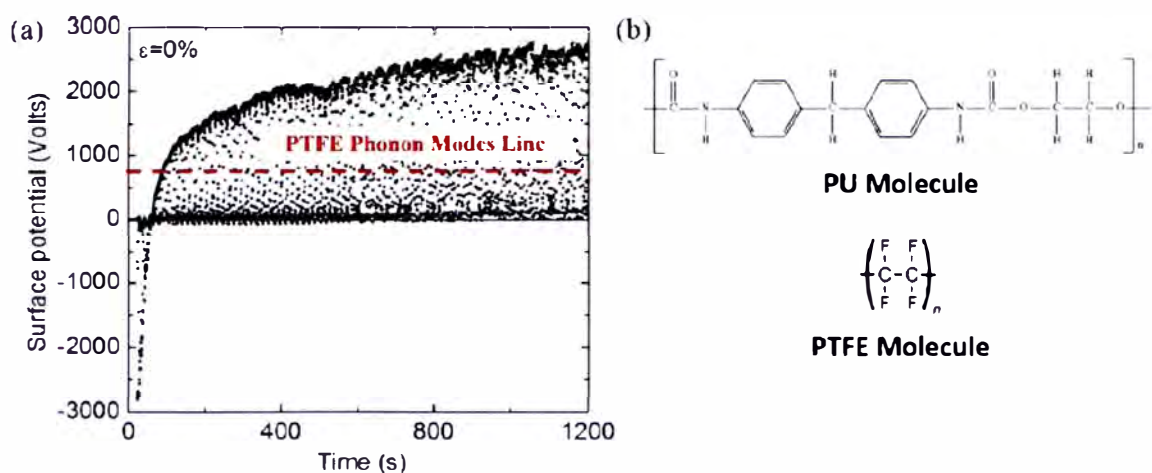 (a)
3000
2000
1000
0
-1000
-2000
-3000
ε=0%
PTFE Phonon Modes Line
Surface potential (Volts)
0
400
800
1200
Time (s)
(b)
O
H
O
H
H
C
N
C
N
C
O
C
C
O
H
H
H
H
H
n
PU Molecule
F F
C-C
F F
n
PTFE Molecule